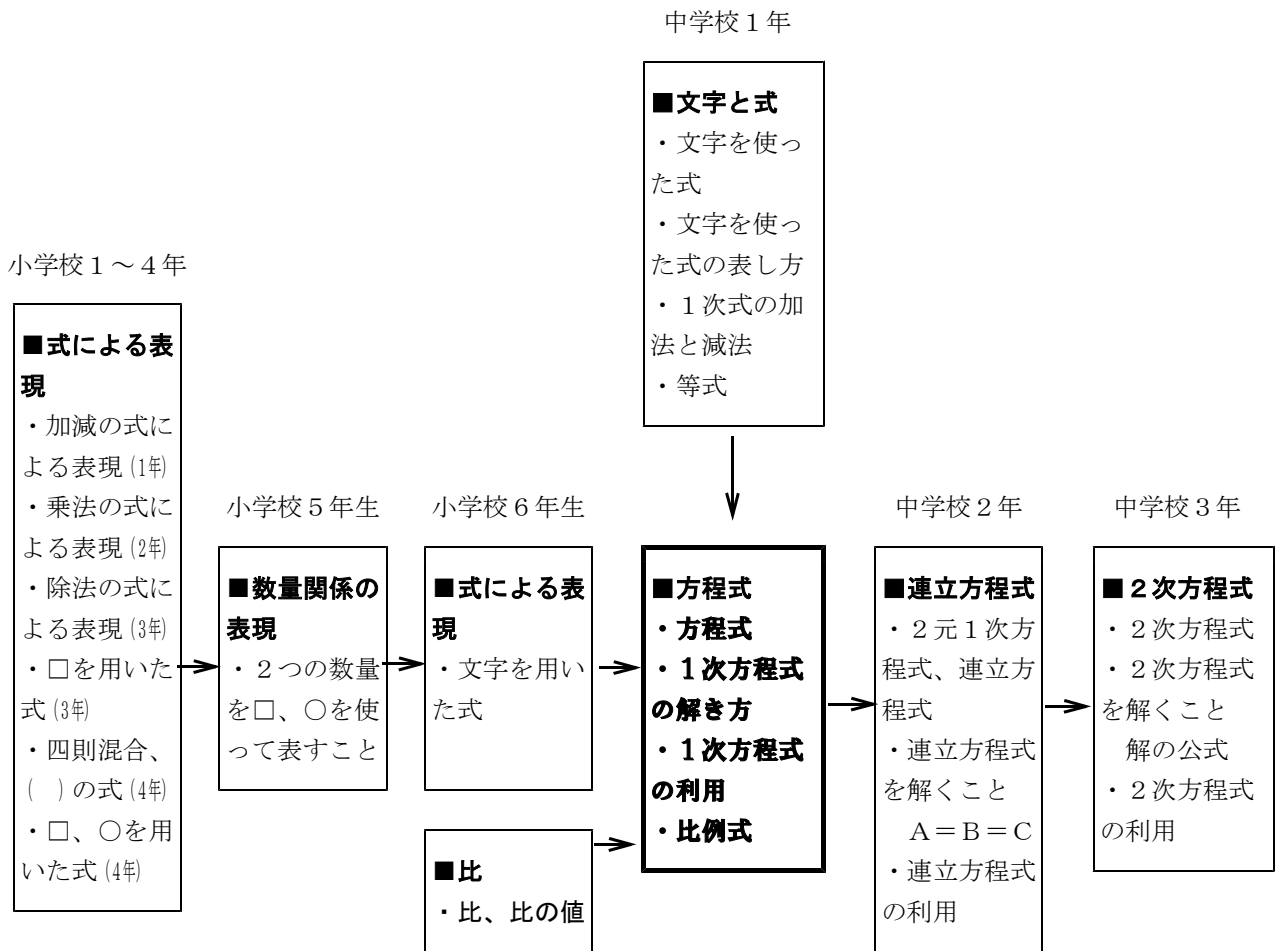 中学校１年
■文字と式
・文字を使っ
た式
・文字を使っ
た式の表し方
・１次式の加
法と減法
・等式
小学校１～４年
■式による表
現
・加減の式に
よる表現(1年)
・乗法の式に
よる表現(2年)
・除法の式に
よる表現(3年)
・□を用いた
式(3年)
・四則混合、
(　)の式(4年)
・□、○を用
いた式(4年)
小学校５年生
■数量関係の
表現
・２つの数量
を□、○を使
って表すこと
小学校６年生
■式による表
現
・文字を用い
た式
■比
・比、比の値
■方程式
・方程式
・１次方程式
の解き方
・１次方程式
の利用
・比例式
中学校２年
■連立方程式
・２元１次方
程式、連立方
程式
・連立方程式
を解くこと
Ａ＝Ｂ＝Ｃ
・連立方程式
の利用
中学校３年
■２次方程式
・２次方程式
・２次方程式
を解くこと
解の公式
・２次方程式
の利用